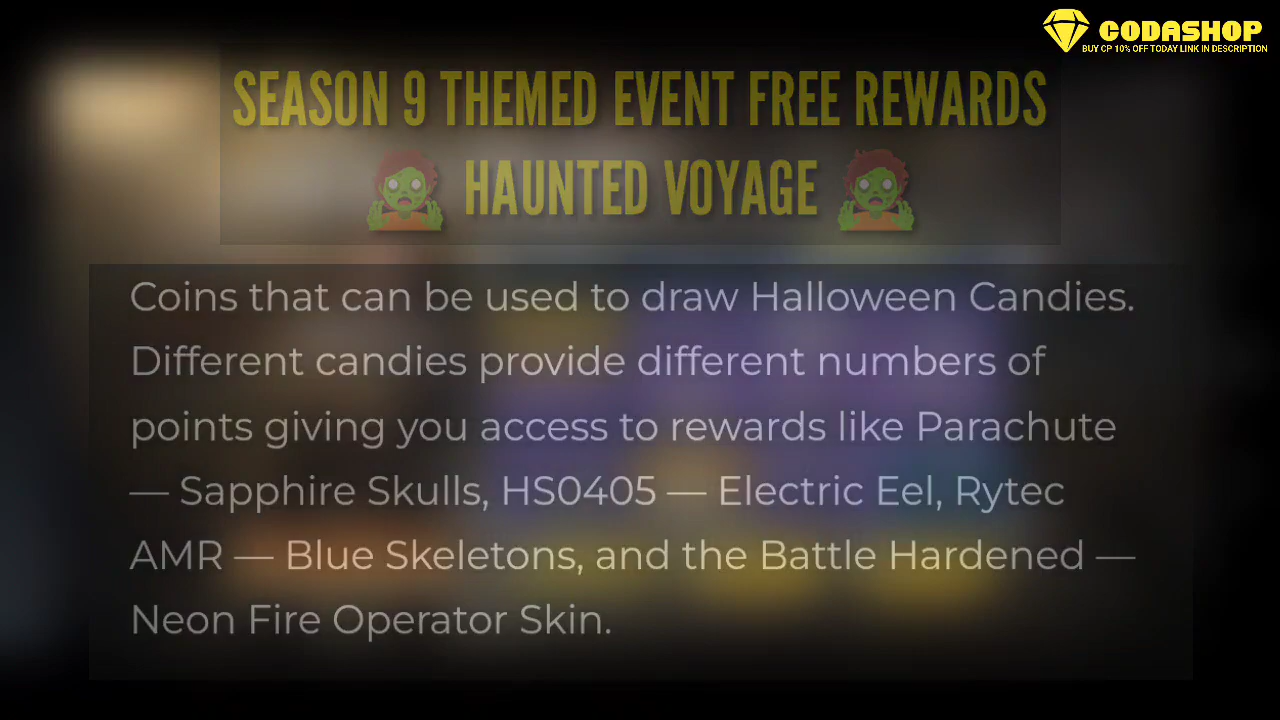 CODASHOP
BUY CP 10% OFF TODAY LINK IN DESCRIPTION
SEASON 9 THEMED EVENT FREE REWARDS
🧟 HAUNTED VOYAGE 🧟
Coins that can be used to draw Halloween Candies.
Different candies provide different numbers of
points giving you access to rewards like Parachute
— Sapphire Skulls, HS0405 — Electric Eel, Rytec
AMR — Blue Skeletons, and the Battle Hardened —
Neon Fire Operator Skin.